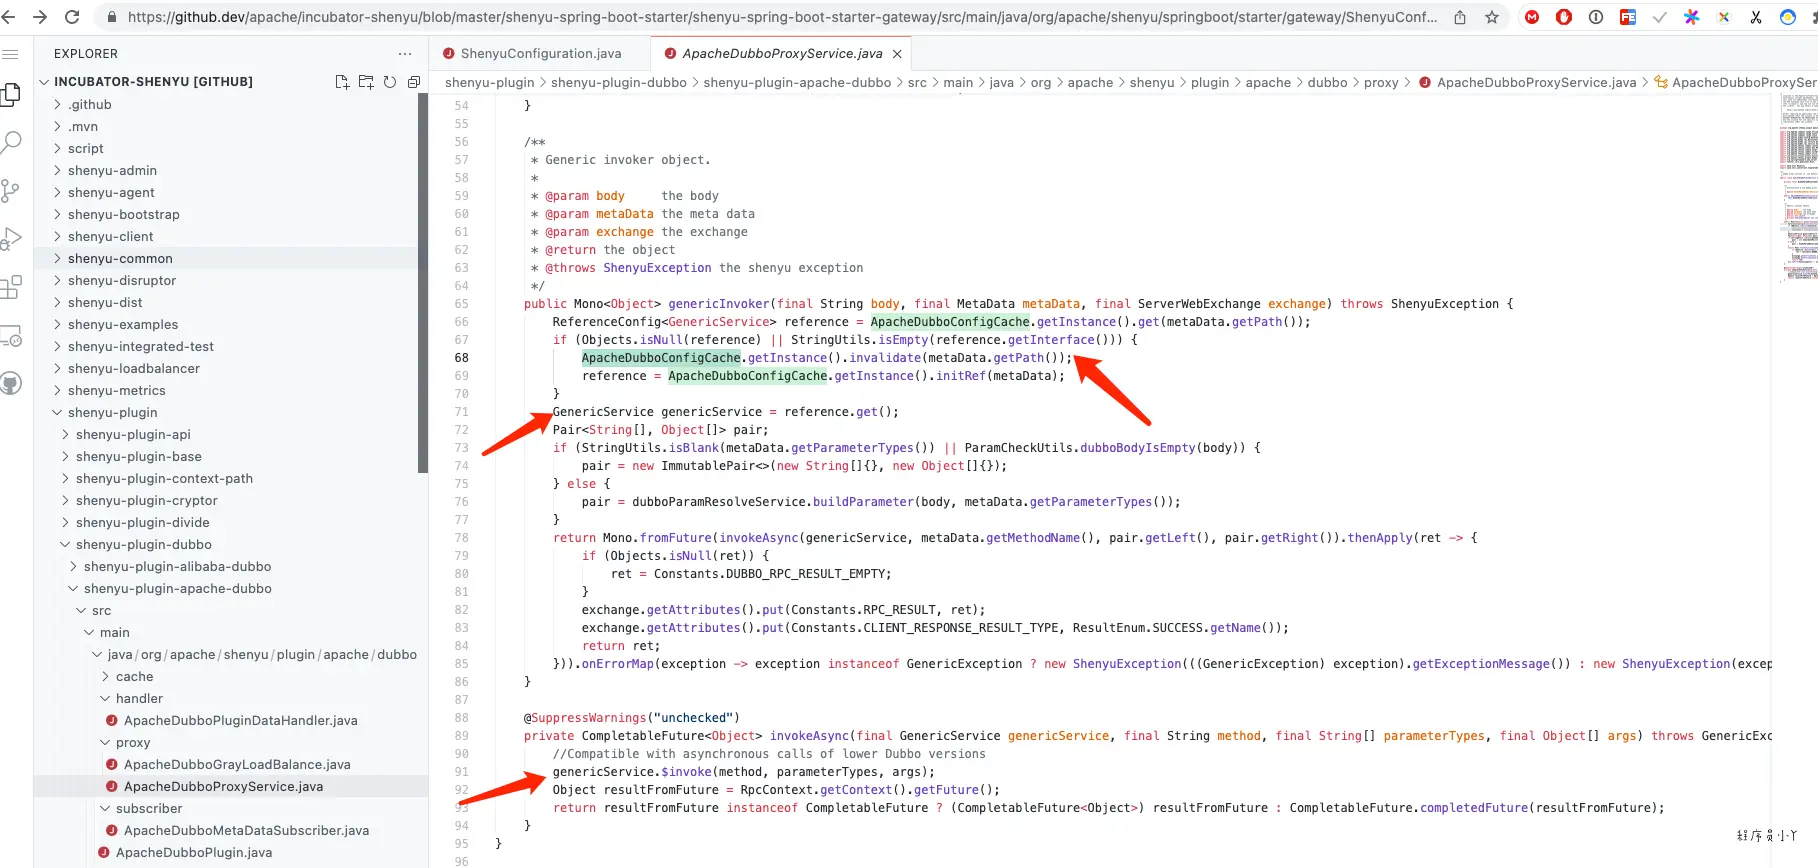 https://github.dev/apache/incubator-shenyu/blob/master/shenyu-spring-boot-starter/shenyu-spring-boot-starter-gateway/src/main/java/org/apache/shenyu/springboot/starter/gateway/ShenyuConf...
EXPLORER
ShenyuConfiguration.java
ApacheDubboProxyService.java
INCUBATOR-SHENYU [GITHUB]
shenyu-plugin > shenyu-plugin-dubbo > shenyu-plugin-apache-dubbo > src > main > java > org > apache > shenyu > plugin > apache > dubbo > proxy > ApacheDubboProxyService.java > ApacheDubboProxySer
.github
.mvn
script
shenyu-admin
shenyu-agent
shenyu-bootstrap
shenyu-client
shenyu-common
shenyu-disruptor
shenyu-dist
shenyu-examples
shenyu-integrated-test
shenyu-loadbalancer
shenyu-metrics
shenyu-plugin
shenyu-plugin-api
shenyu-plugin-base
shenyu-plugin-context-path
shenyu-plugin-cryptor
shenyu-plugin-divide
shenyu-plugin-dubbo
shenyu-plugin-alibaba-dubbo
shenyu-plugin-apache-dubbo
src
main
java/org/apache/shenyu/plugin/apache/dubbo
cache
handler
ApacheDubboPluginDataHandler.java
proxy
ApacheDubboGrayLoadBalance.java
ApacheDubboProxyService.java
subscriber
ApacheDubboMetaDataSubscriber.java
ApacheDubboPlugin.java
54 }
55
56 /**
57 * Generic invoker object.
58 *
59 * @param body     the body
60 * @param metaData the meta data
61 * @param exchange the exchange
62 * @return the object
63 * @throws ShenyuException the shenyu exception
64 */
65 public Mono<Object> genericInvoker(final String body, final MetaData metaData, final ServerWebExchange exchange) throws ShenyuException {
66 ReferenceConfig<GenericService> reference = ApacheDubboConfigCache.getInstance().get(metaData.getPath());
67 if (Objects.isNull(reference) || StringUtils.isEmpty(reference.getInterface())) {
68 ApacheDubboConfigCache.getInstance().invalidate(metaData.getPath());
69 reference = ApacheDubboConfigCache.getInstance().initRef(metaData);
70 }
71 GenericService genericService = reference.get();
72 Pair<String[], Object[]> pair;
73 if (StringUtils.isBlank(metaData.getParameterTypes()) || ParamCheckUtils.dubboBodyIsEmpty(body)) {
74 pair = new ImmutablePair<>(new String[]{}, new Object[]{});
75 } else {
76 pair = dubboParamResolveService.buildParameter(body, metaData.getParameterTypes());
77 }
78 return Mono.fromFuture(invokeAsync(genericService, metaData.getMethodName(), pair.getLeft(), pair.getRight()).thenApply(ret -> {
79 if (Objects.isNull(ret)) {
80 ret = Constants.DUBBO_RPC_RESULT_EMPTY;
81 }
82 exchange.getAttributes().put(Constants.RPC_RESULT, ret);
83 exchange.getAttributes().put(Constants.CLIENT_RESPONSE_RESULT_TYPE, ResultEnum.SUCCESS.getName());
84 return ret;
85 })).onErrorMap(exception -> exception instanceof GenericException ? new ShenyuException(((GenericException) exception).getExceptionMessage()) : new ShenyuException(excep
86 }
87
88 @SuppressWarnings("unchecked")
89 private CompletableFuture<Object> invokeAsync(final GenericService genericService, final String method, final String[] parameterTypes, final Object[] args) throws GenericExc
90 //Compatible with asynchronous calls of lower Dubbo versions
91 genericService.$invoke(method, parameterTypes, args);
92 Object resultFromFuture = RpcContext.getContext().getFuture();
93 return resultFromFuture instanceof CompletableFuture ? (CompletableFuture<Object>) resultFromFuture : CompletableFuture.completedFuture(resultFromFuture);
94 }
95 }
96
程序员小丫